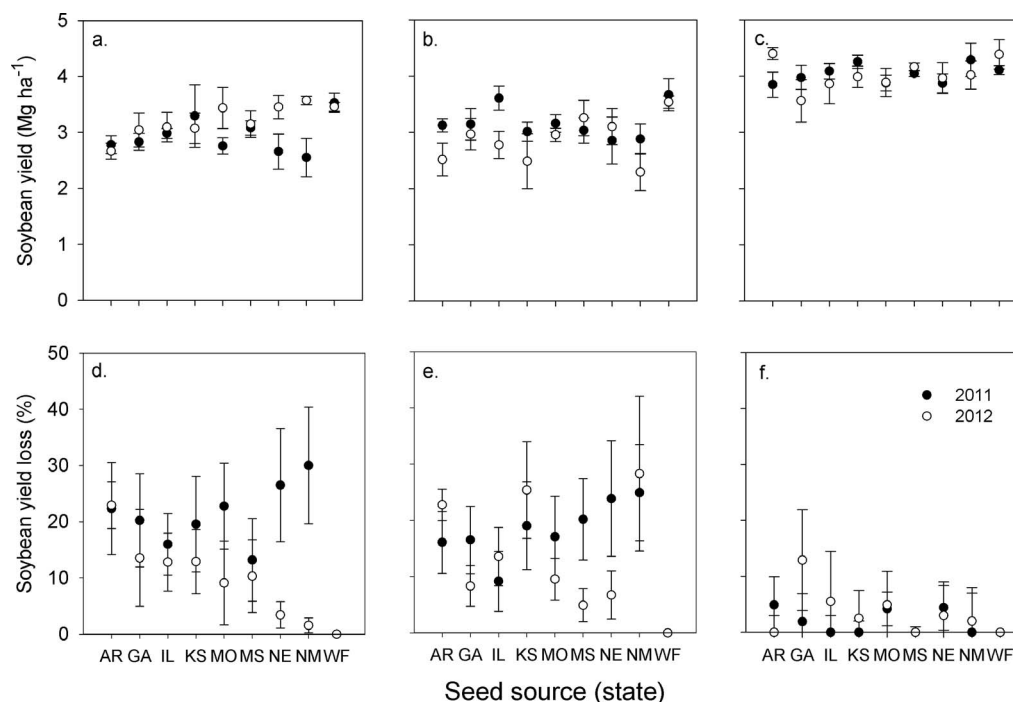 a.
b.
c.
Soybean yield (Mg ha⁻¹)
5
4
3
2
1
0
d.
e.
f.
2011
2012
Soybean yield loss (%)
50
40
30
20
10
0
AR GA IL KS MO MS NE NM WF
AR GA IL KS MO MS NE NM WF
AR GA IL KS MO MS NE NM WF
Seed source (state)